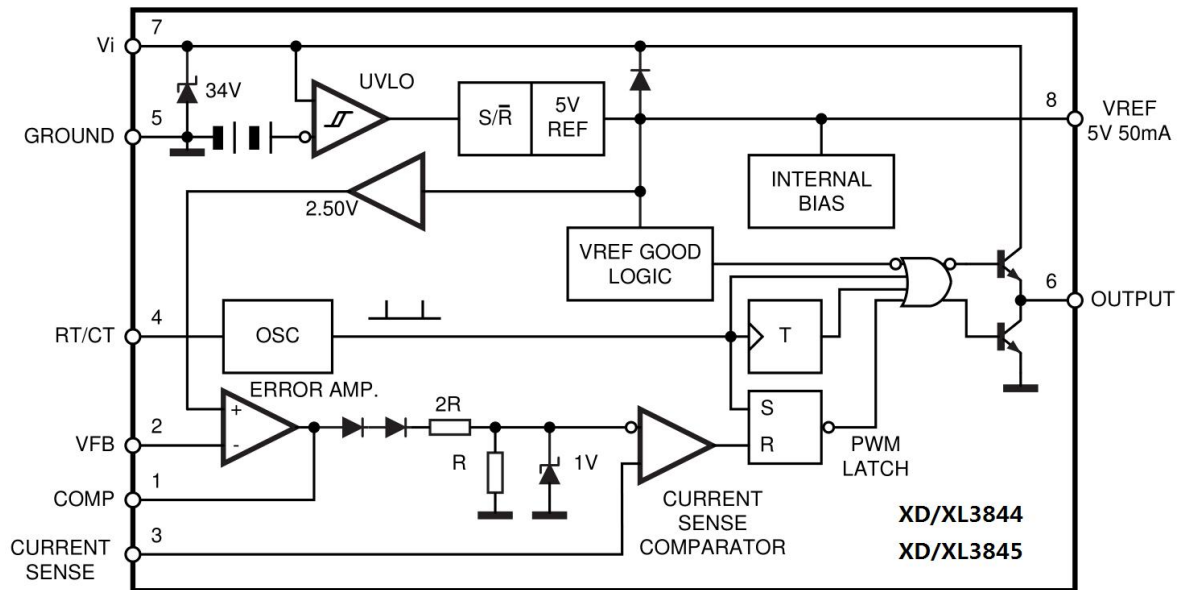 7
Vi
UVLO
34V
S/R̅
5V
REF
8
VREF
5V 50mA
5
GROUND
INTERNAL
BIAS
2.50V
VREF GOOD
LOGIC
6
OUTPUT
4
RT/CT
OSC
T
ERROR AMP.
2R
+
-
S
R
2
VFB
R
1V
PWM
LATCH
1
COMP
CURRENT
SENSE
COMPARATOR
3
CURRENT
SENSE
XD/XL3844
XD/XL3845